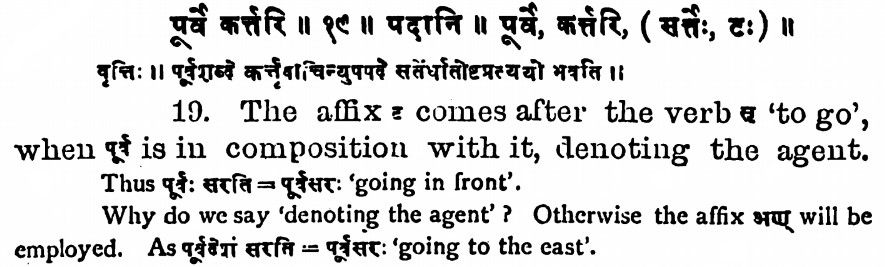 पूर्वे कर्त्तरि ॥ १९ ॥ पदानि ॥ पूर्वे, कर्त्तरि, ( सर्त्तेः, टः ) ॥
वृत्तिः ॥ पूर्वशब्दे कर्त्तृवाचिन्युपपदे सर्तेर्धातोष्टप्रत्ययो भवति ॥
19. The affix ट comes after the verb सृ ‘to go’,
when पूर्व is in composition with it, denoting the agent.
Thus पूर्वः सरति = पूर्वसरः ‘going in front’.
Why do we say ‘denoting the agent’ ? Otherwise the affix अण् will be
employed. As पूर्वदेशं सरति = पूर्वसारः ‘going to the east’.